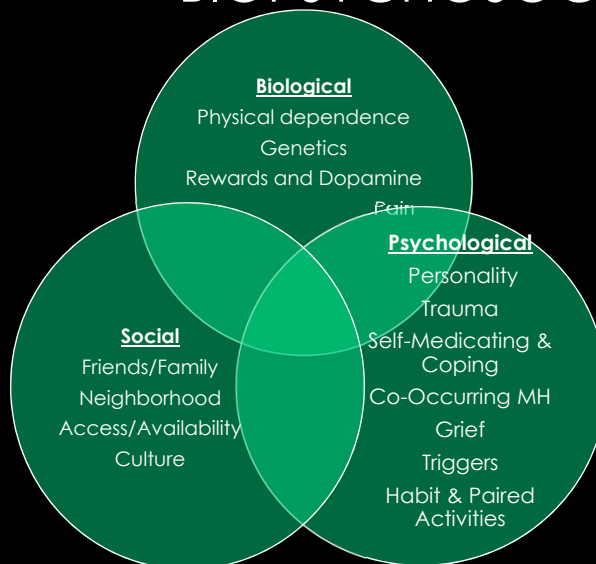 Biological
Physical dependence
Genetics
Rewards and Dopamine
Pain
Psychological
Personality
Trauma
Self-Medicating &
Coping
Co-Occurring MH
Grief
Triggers
Habit & Paired
Activities
Social
Friends/Family
Neighborhood
Access/Availability
Culture